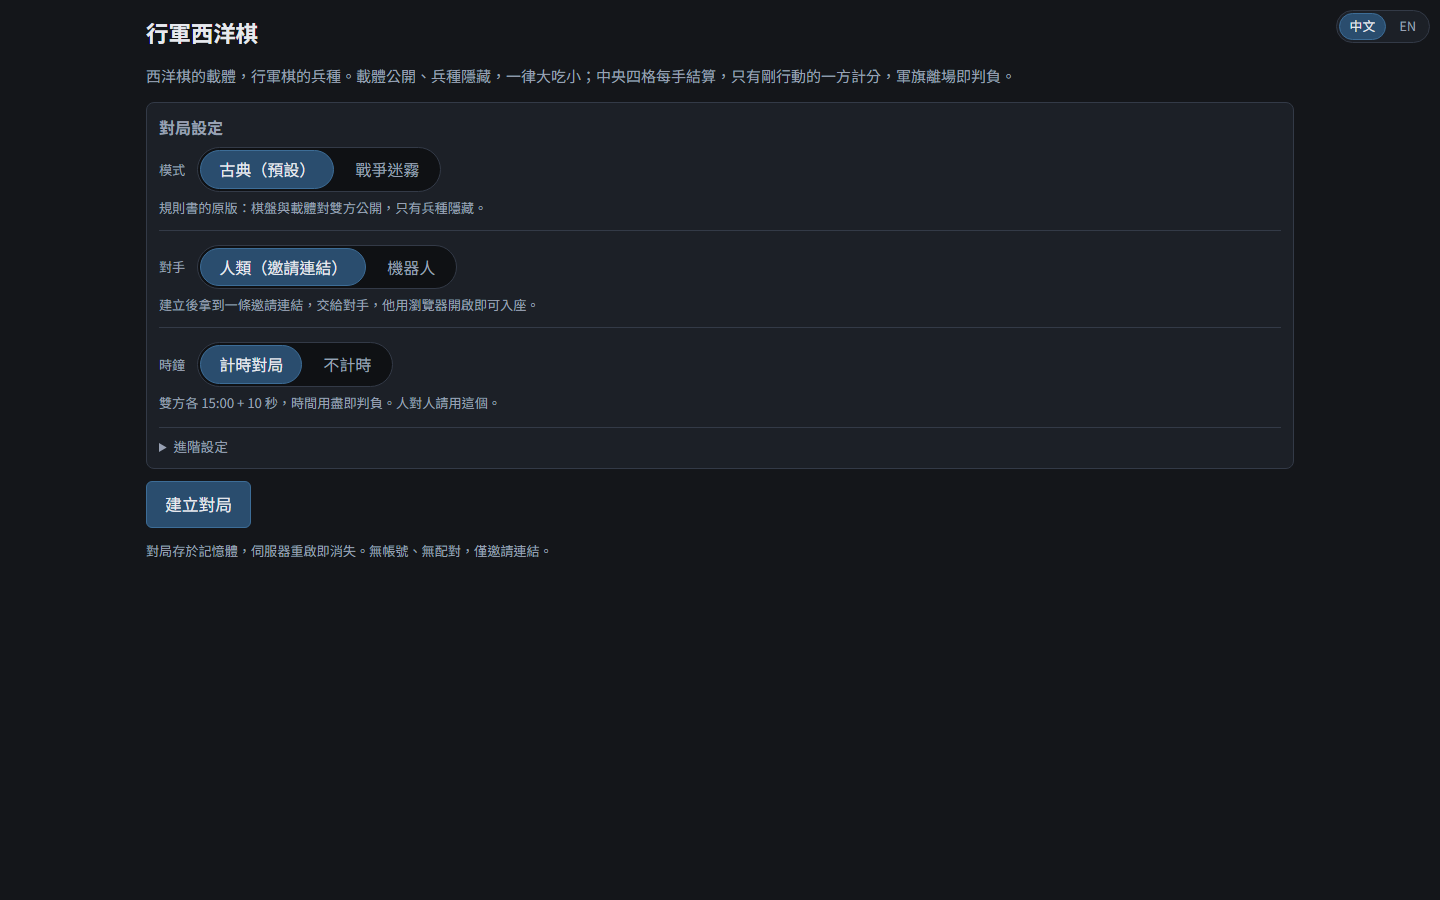 行軍西洋棋
中文 EN
西洋棋的載體，行軍棋的兵種。載體公開、兵種隱藏，一律大吃小；中央四格每手結算，只有剛行動的一方計分，軍旗離場即判負。
對局設定
模式 古典（預設） 戰爭迷霧
規則書的原版：棋盤與載體對雙方公開，只有兵種隱藏。
對手 人類（邀請連結） 機器人
建立後拿到一條邀請連結，交給對手，他用瀏覽器開啟即可入座。
時鐘 計時對局 不計時
雙方各 15:00 + 10 秒，時間用盡即判負。人對人請用這個。
▶ 進階設定
建立對局
對局存於記憶體，伺服器重啟即消失。無帳號、無配對，僅邀請連結。